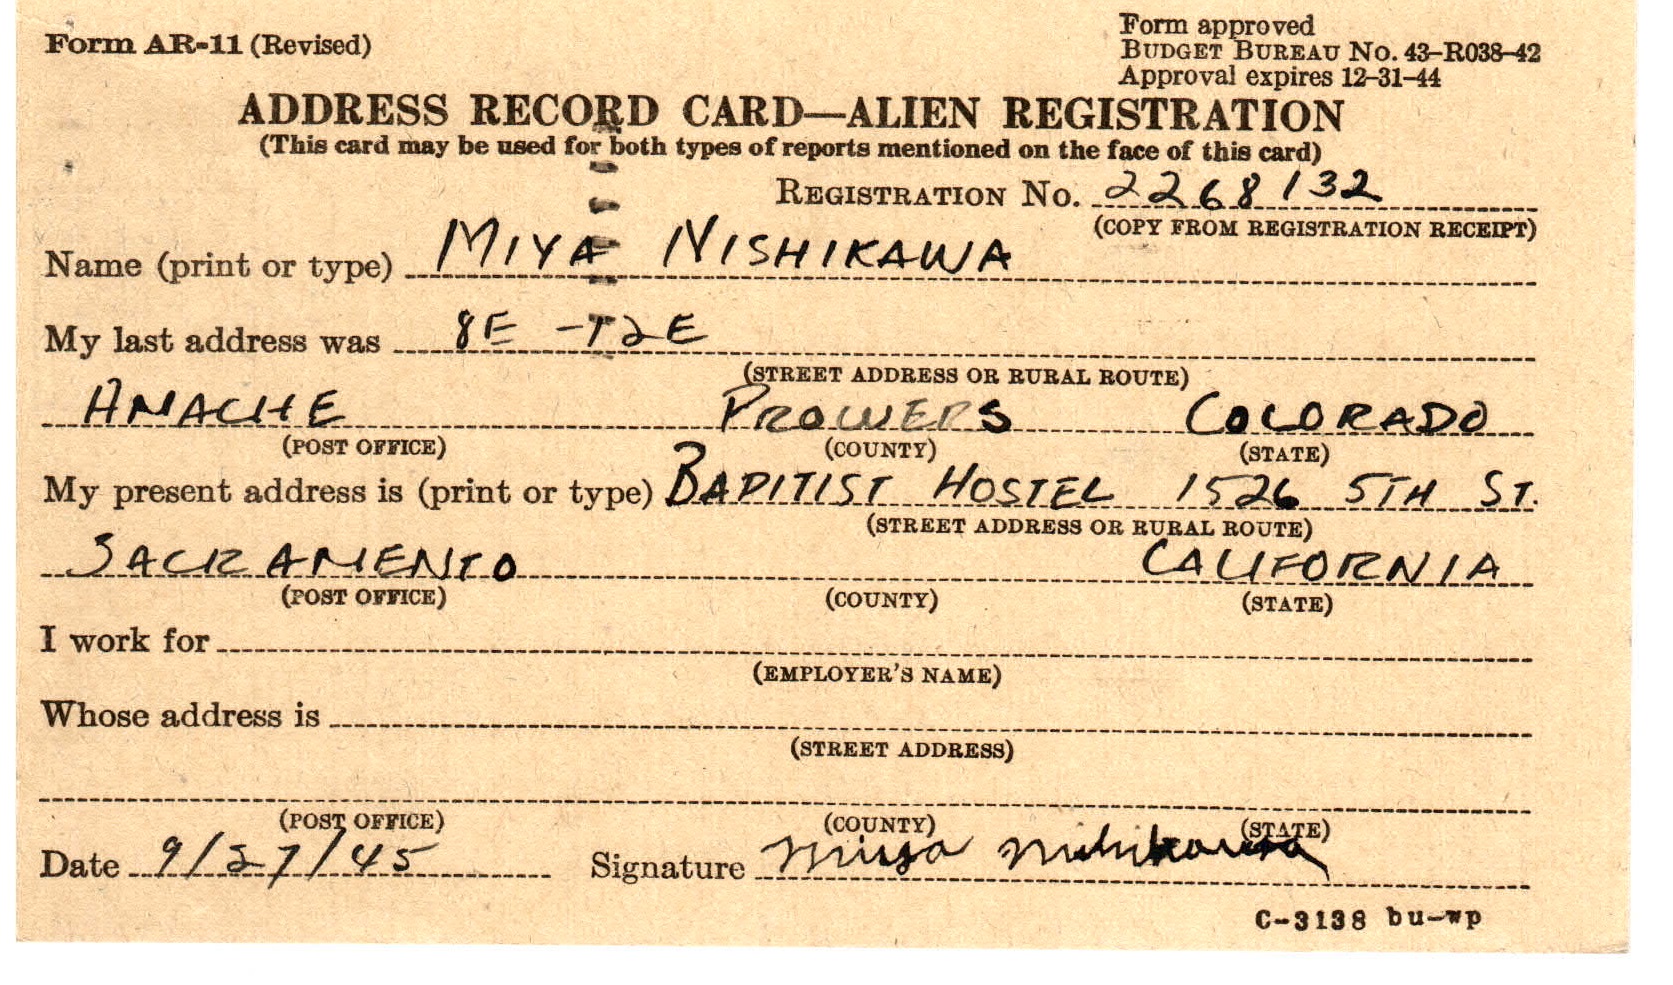 Form AR-11 (Revised)
Form approved
BUDGET BUREAU NO. 43-R038-42
Approval expires 12-31-44
ADDRESS RECORD CARD—ALIEN REGISTRATION
(This card may be used for both types of reports mentioned on the face of this card)
REGISTRATION NO. 2268132
(COPY FROM REGISTRATION RECEIPT)
Name (print or type) MIYA NISHIKAWA
My last address was 8E -T2E
(STREET ADDRESS OR RURAL ROUTE)
AMACHE PROWERS COLORADO
(POST OFFICE) (COUNTY) (STATE)
My present address is (print or type) BAPITIST HOSTEL 1526 5TH ST.
(STREET ADDRESS OR RURAL ROUTE)
SACRAMENTO CALIFORNIA
(POST OFFICE) (COUNTY) (STATE)
I work for
(EMPLOYER'S NAME)
Whose address is
(STREET ADDRESS)
(POST OFFICE) (COUNTY) (STATE)
Date 9/27/45 Signature Miya Nishikawa
C-3138 bu-wp